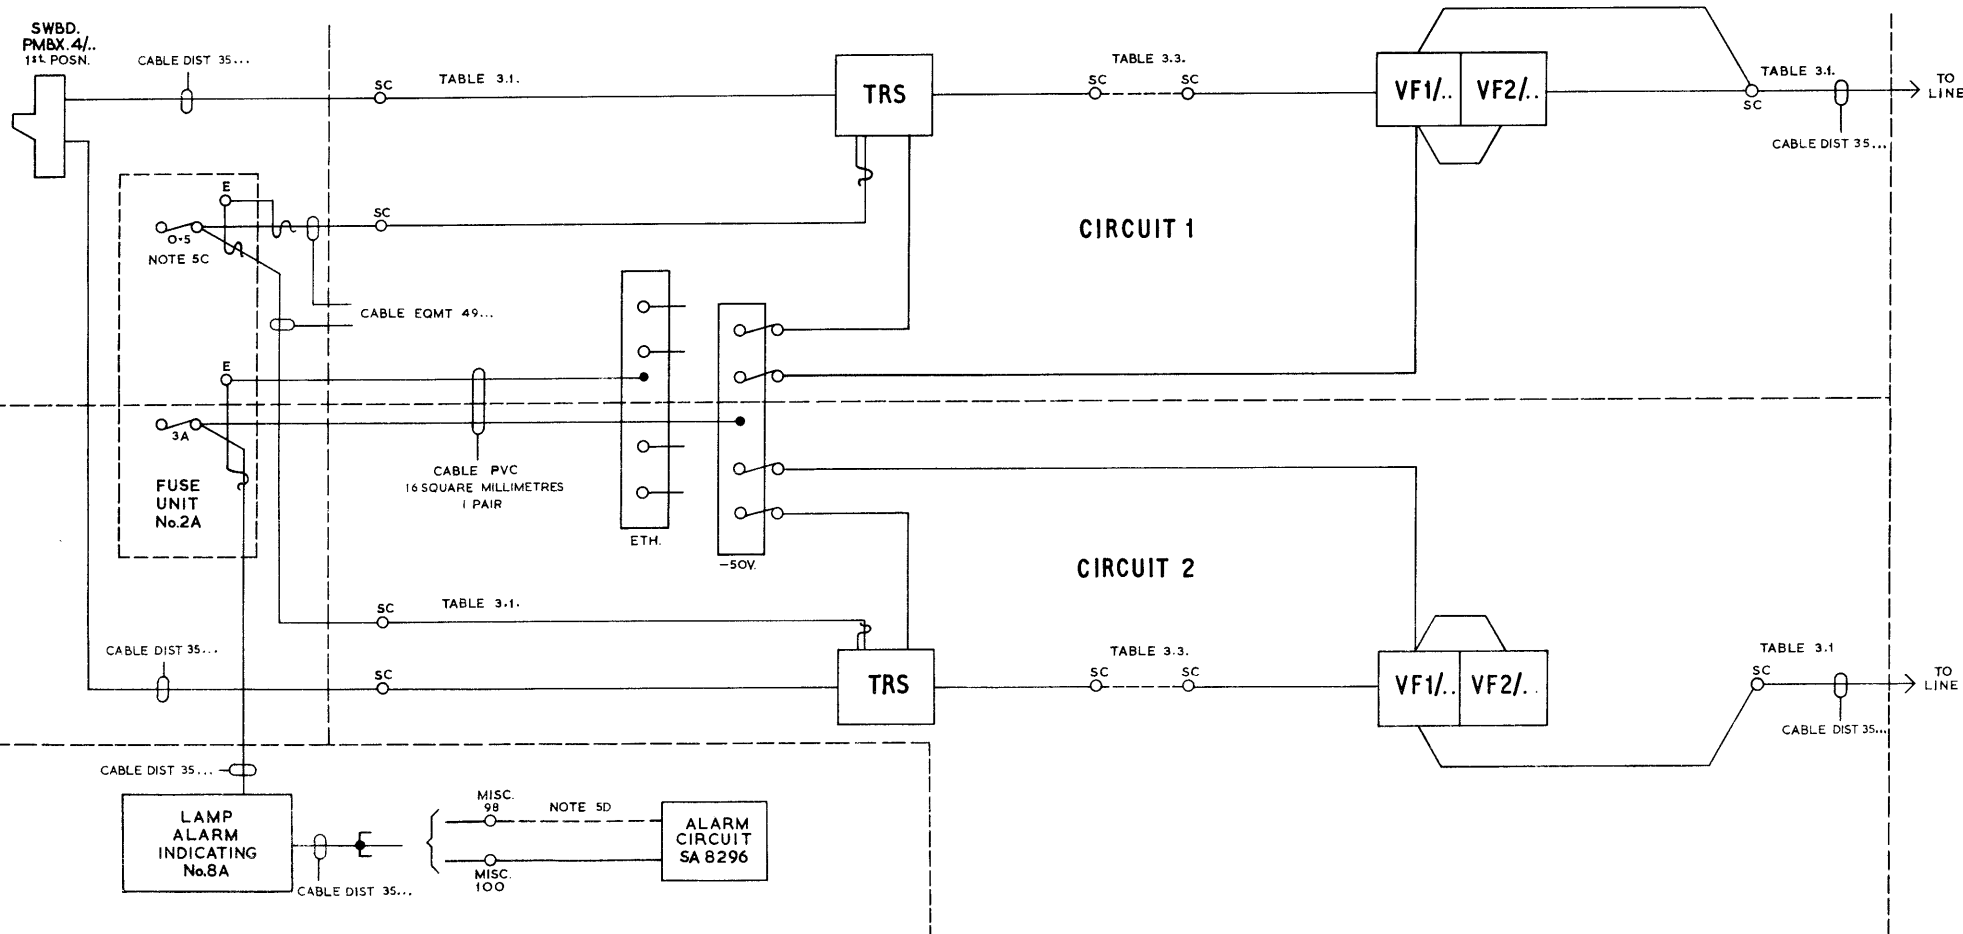 SWBD.
PMBX.4/..
1st. POSN.
CABLE DIST 35...
SC
TABLE 3.1.
TRS
TABLE 3.3.
SC
SC
VF1/..
VF2/..
TABLE 3.1.
SC
CABLE DIST 35...
TO
LINE
E
0·5
NOTE 5C
SC
CIRCUIT 1
CABLE EQMT 49...
E
3A
FUSE
UNIT
No.2A
CABLE PVC
16 SQUARE MILLIMETRES
1 PAIR
ETH.
-50V.
CIRCUIT 2
SC
TABLE 3.1.
CABLE DIST 35...
SC
TRS
TABLE 3.3.
SC
SC
VF1/..
VF2/..
TABLE 3.1
SC
CABLE DIST 35...
TO
LINE
CABLE DIST 35...
LAMP
ALARM
INDICATING
No.8A
CABLE DIST 35...
MISC.
98
NOTE 5D
MISC.
100
ALARM
CIRCUIT
SA 8296